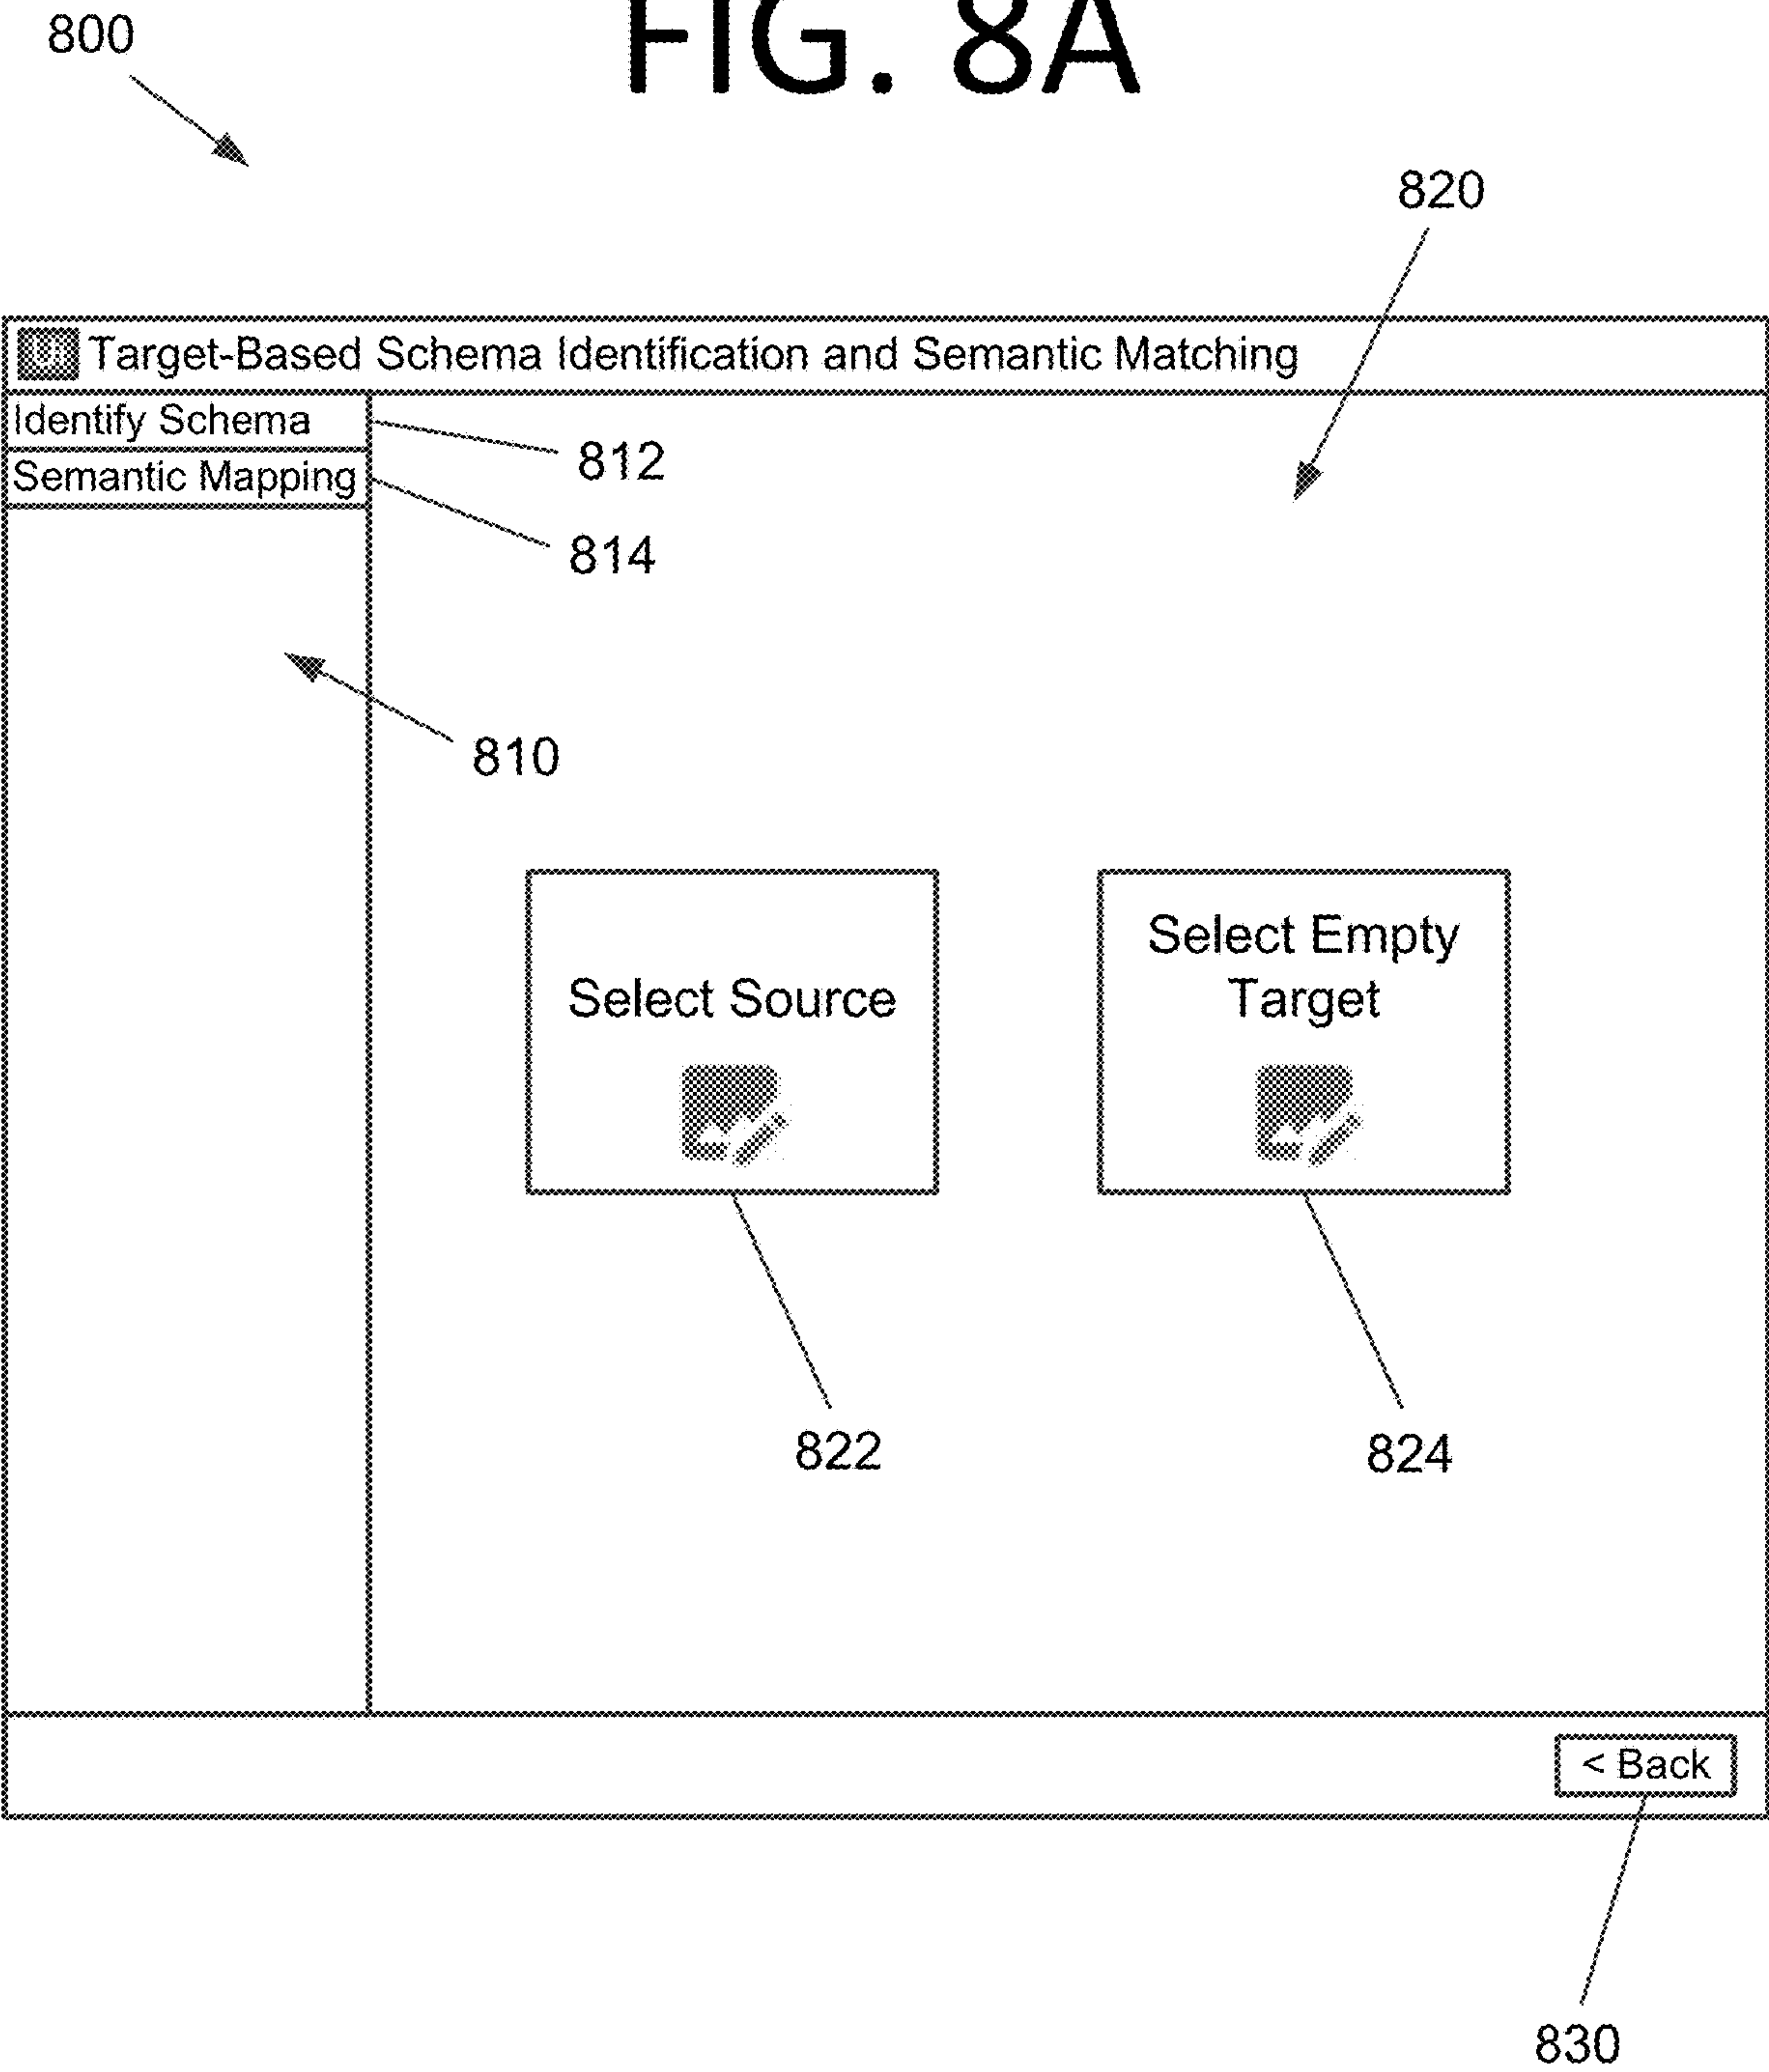 FIG. 8A
800
820
Target-Based Schema Identification and Semantic Matching
Identify Schema
812
Semantic Mapping
814
810
Select Source
Select Empty
Target
822
824
< Back
830